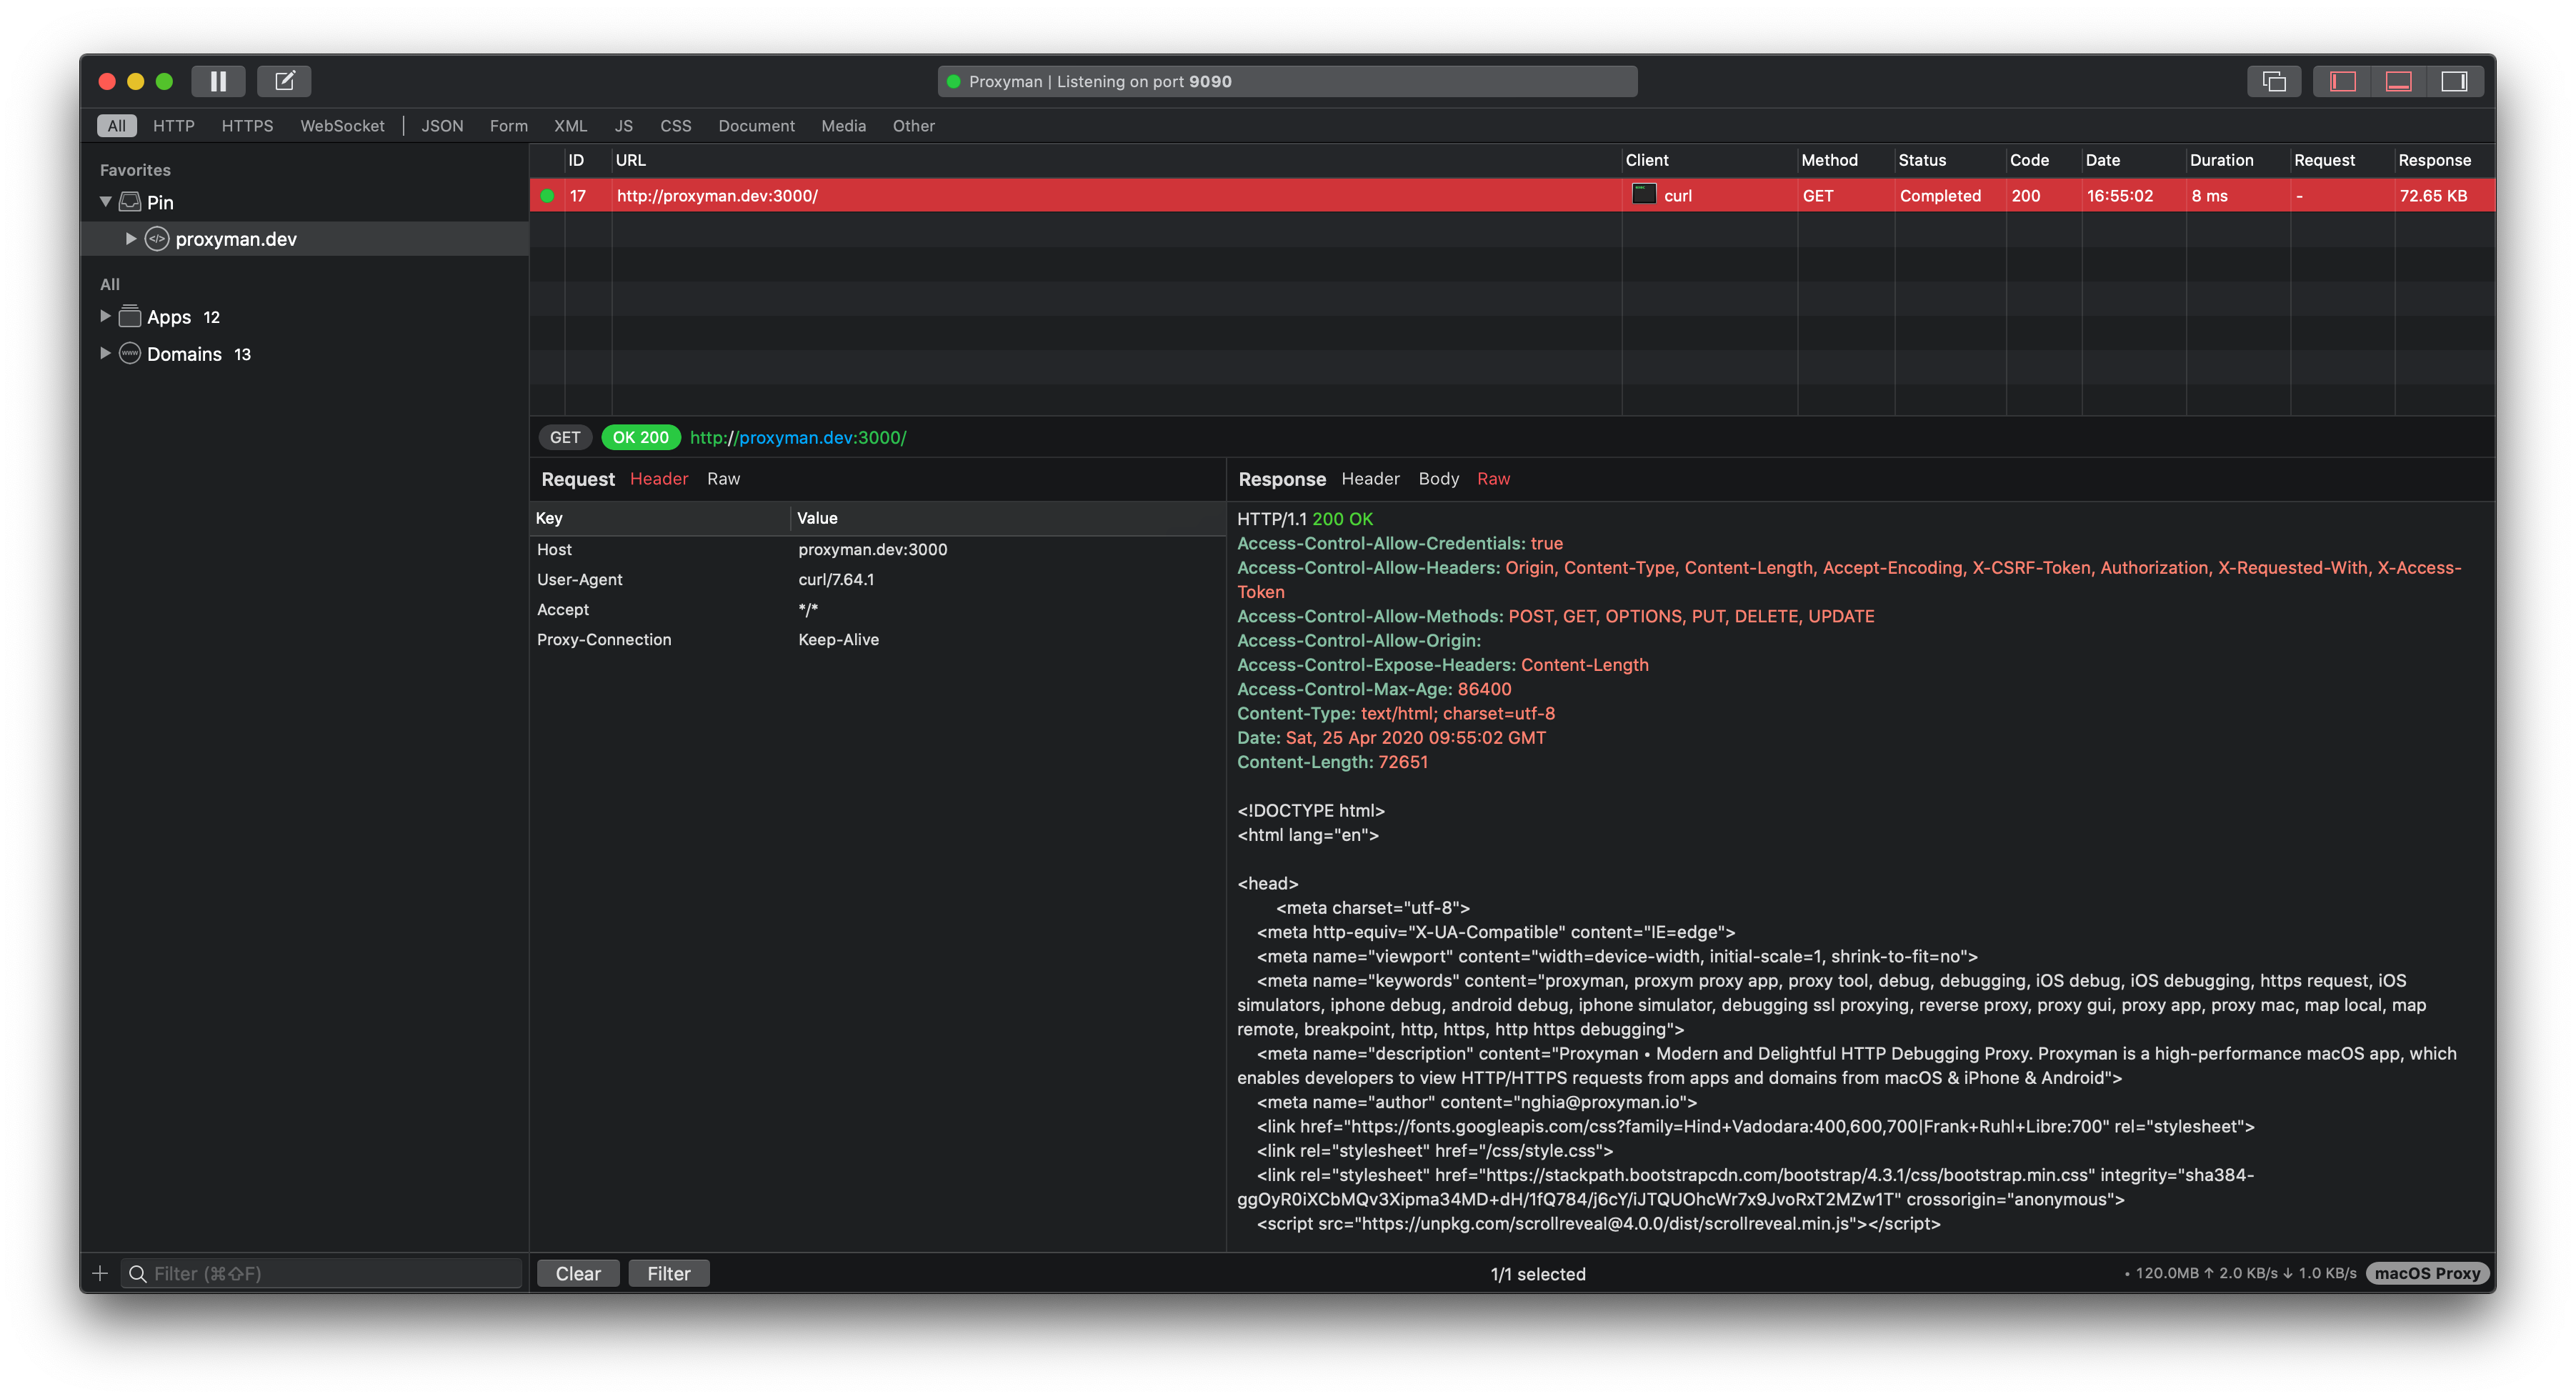 Proxyman | Listening on port 9090
All HTTP HTTPS WebSocket | JSON Form XML JS CSS Document Media Other
Favorites
Pin
</> proxyman.dev
All
Apps 12
www Domains 13
ID URL Client Method Status Code Date Duration Request Response
17 http://proxyman.dev:3000/ curl GET Completed 200 16:55:02 8 ms - 72.65 KB
GET OK 200 http://proxyman.dev:3000/
Request Header Raw
Key Value
Host proxyman.dev:3000
User-Agent curl/7.64.1
Accept */*
Proxy-Connection Keep-Alive
Response Header Body Raw
HTTP/1.1 200 OK
Access-Control-Allow-Credentials: true
Access-Control-Allow-Headers: Origin, Content-Type, Content-Length, Accept-Encoding, X-CSRF-Token, Authorization, X-Requested-With, X-Access-
Token
Access-Control-Allow-Methods: POST, GET, OPTIONS, PUT, DELETE, UPDATE
Access-Control-Allow-Origin:
Access-Control-Expose-Headers: Content-Length
Access-Control-Max-Age: 86400
Content-Type: text/html; charset=utf-8
Date: Sat, 25 Apr 2020 09:55:02 GMT
Content-Length: 72651
<!DOCTYPE html>
<html lang="en">
<head>
<meta charset="utf-8">
<meta http-equiv="X-UA-Compatible" content="IE=edge">
<meta name="viewport" content="width=device-width, initial-scale=1, shrink-to-fit=no">
<meta name="keywords" content="proxyman, proxym proxy app, proxy tool, debug, debugging, iOS debug, iOS debugging, https request, iOS
simulators, iphone debug, android debug, iphone simulator, debugging ssl proxying, reverse proxy, proxy gui, proxy app, proxy mac, map local, map
remote, breakpoint, http, https, http https debugging">
<meta name="description" content="Proxyman • Modern and Delightful HTTP Debugging Proxy. Proxyman is a high-performance macOS app, which
enables developers to view HTTP/HTTPS requests from apps and domains from macOS & iPhone & Android">
<meta name="author" content="nghia@proxyman.io">
<link href="https://fonts.googleapis.com/css?family=Hind+Vadodara:400,600,700|Frank+Ruhl+Libre:700" rel="stylesheet">
<link rel="stylesheet" href="/css/style.css">
<link rel="stylesheet" href="https://stackpath.bootstrapcdn.com/bootstrap/4.3.1/css/bootstrap.min.css" integrity="sha384-
ggOyR0iXCbMQv3Xipma34MD+dH/1fQ784/j6cY/iJTQUOhcWr7x9JvoRxT2MZw1T" crossorigin="anonymous">
<script src="https://unpkg.com/scrollreveal@4.0.0/dist/scrollreveal.min.js"></script>
Filter (⌘⇧F) Clear Filter 1/1 selected • 120.0MB ↑ 2.0 KB/s ↓ 1.0 KB/s macOS Proxy